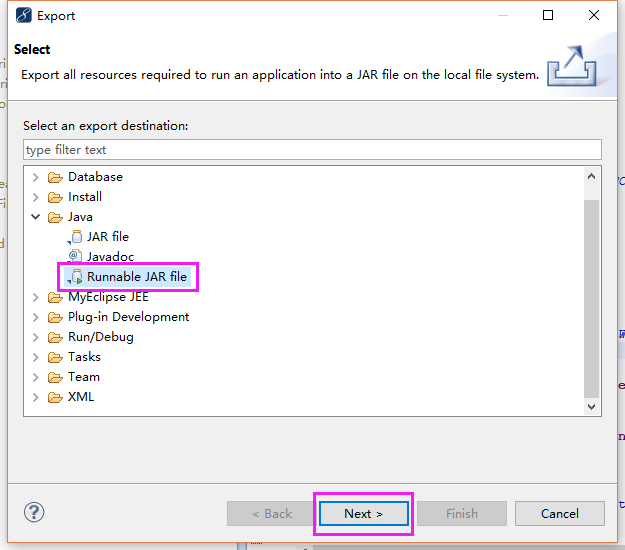 Export
Select
Export all resources required to run an application into a JAR file on the local file system.
Select an export destination:
type filter text
Database
Install
Java
JAR file
Javadoc
Runnable JAR file
MyEclipse JEE
Plug-in Development
Run/Debug
Tasks
Team
XML
?
< Back
Next >
Finish
Cancel